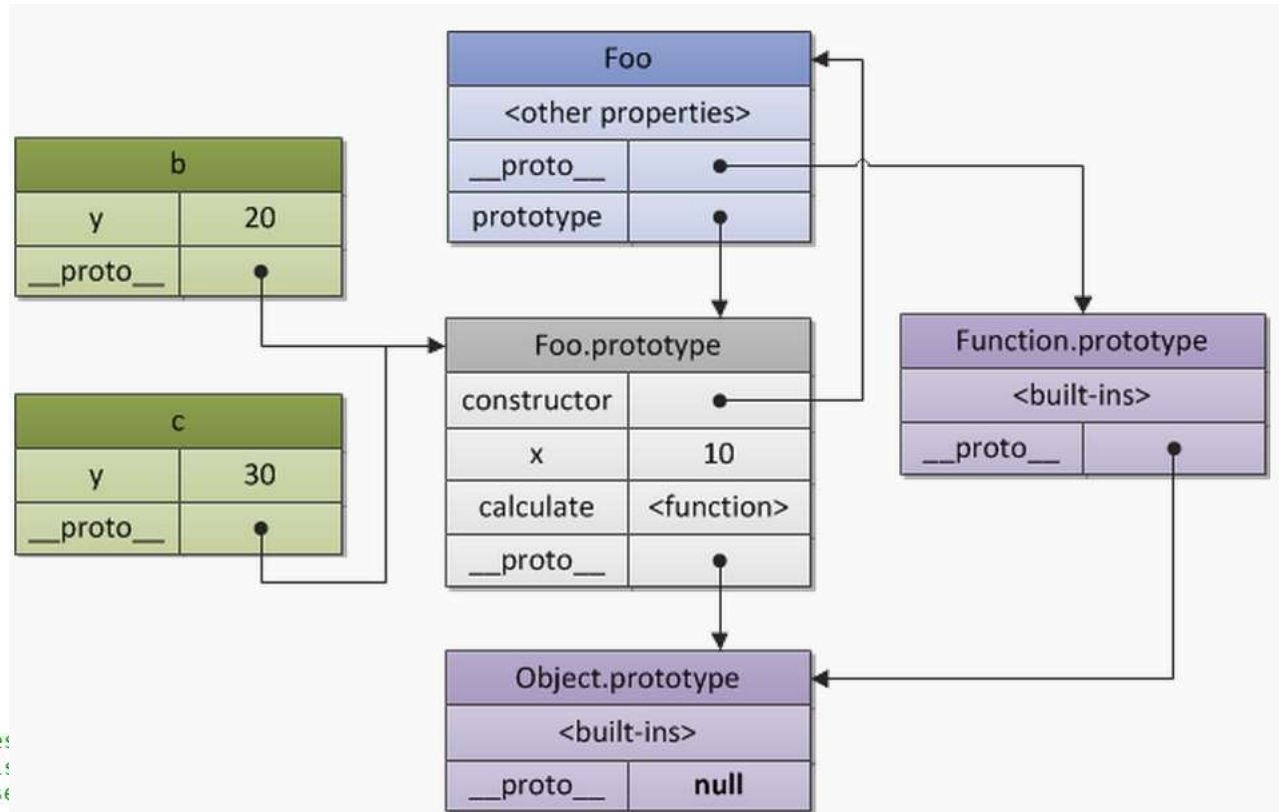 Foo
<other properties>
__proto__
prototype
b
y 20
__proto__
c
y 30
__proto__
Foo.prototype
constructor
x 10
calculate <function>
__proto__
Function.prototype
<built-ins>
__proto__
Object.prototype
<built-ins>
__proto__ null